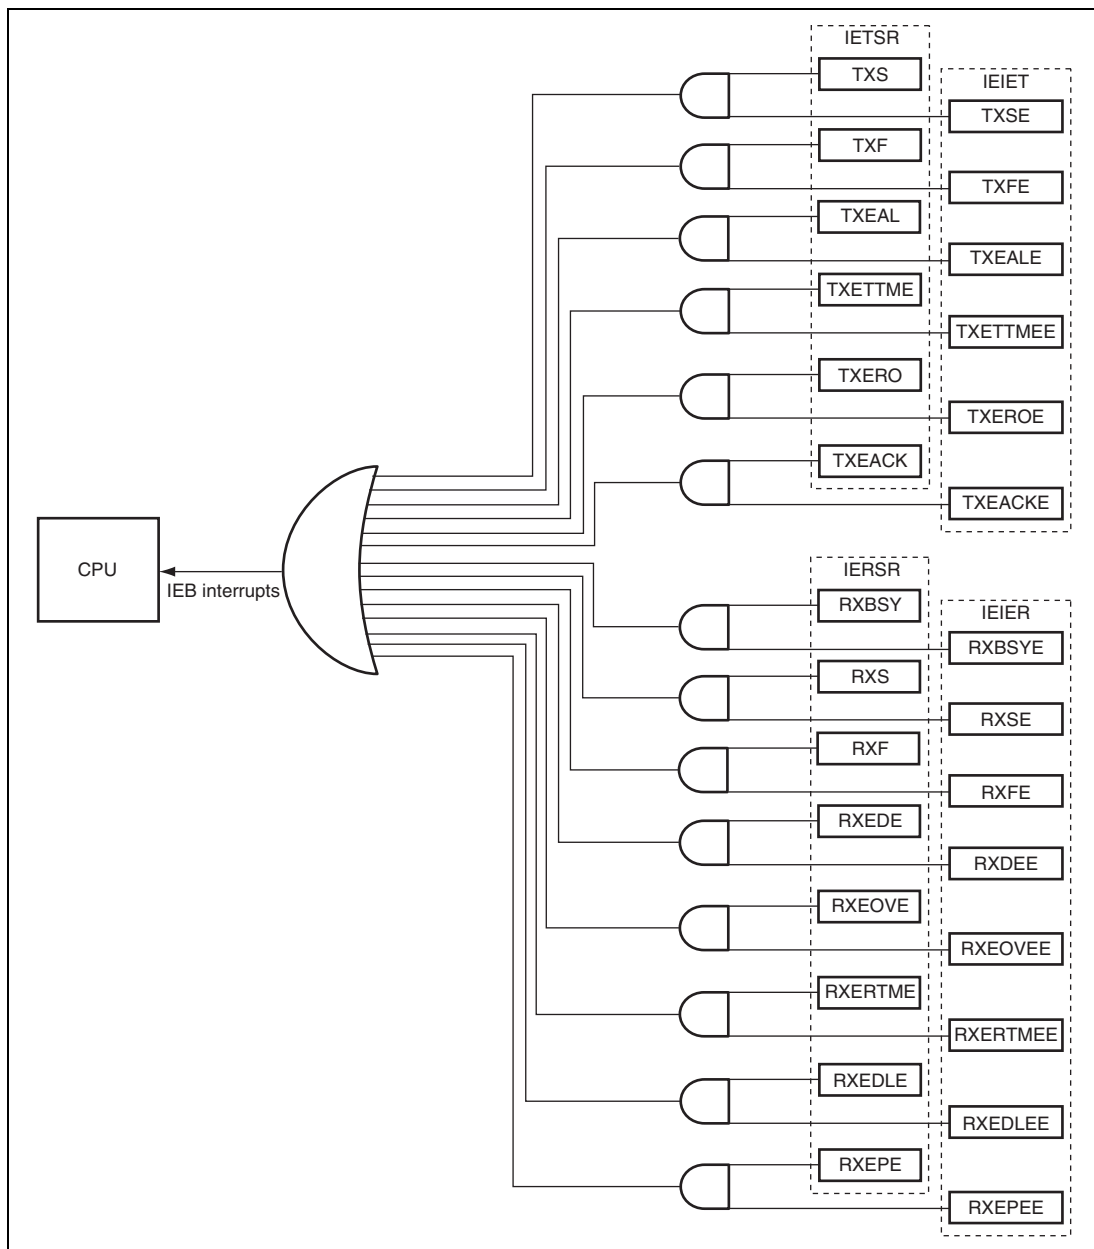 IETSR
TXS
IEIET
TXSE
TXF
TXFE
TXEAL
TXEALE
TXETTME
TXETTMEE
TXERO
TXEROE
TXEACK
TXEACKE
CPU
IEB interrupts
IERSR
RXBSY
IEIER
RXBSYE
RXS
RXSE
RXF
RXFE
RXEDE
RXDEE
RXEOVE
RXEOVEE
RXERTME
RXERTMEE
RXEDLE
RXEDLEE
RXEPE
RXEPEE